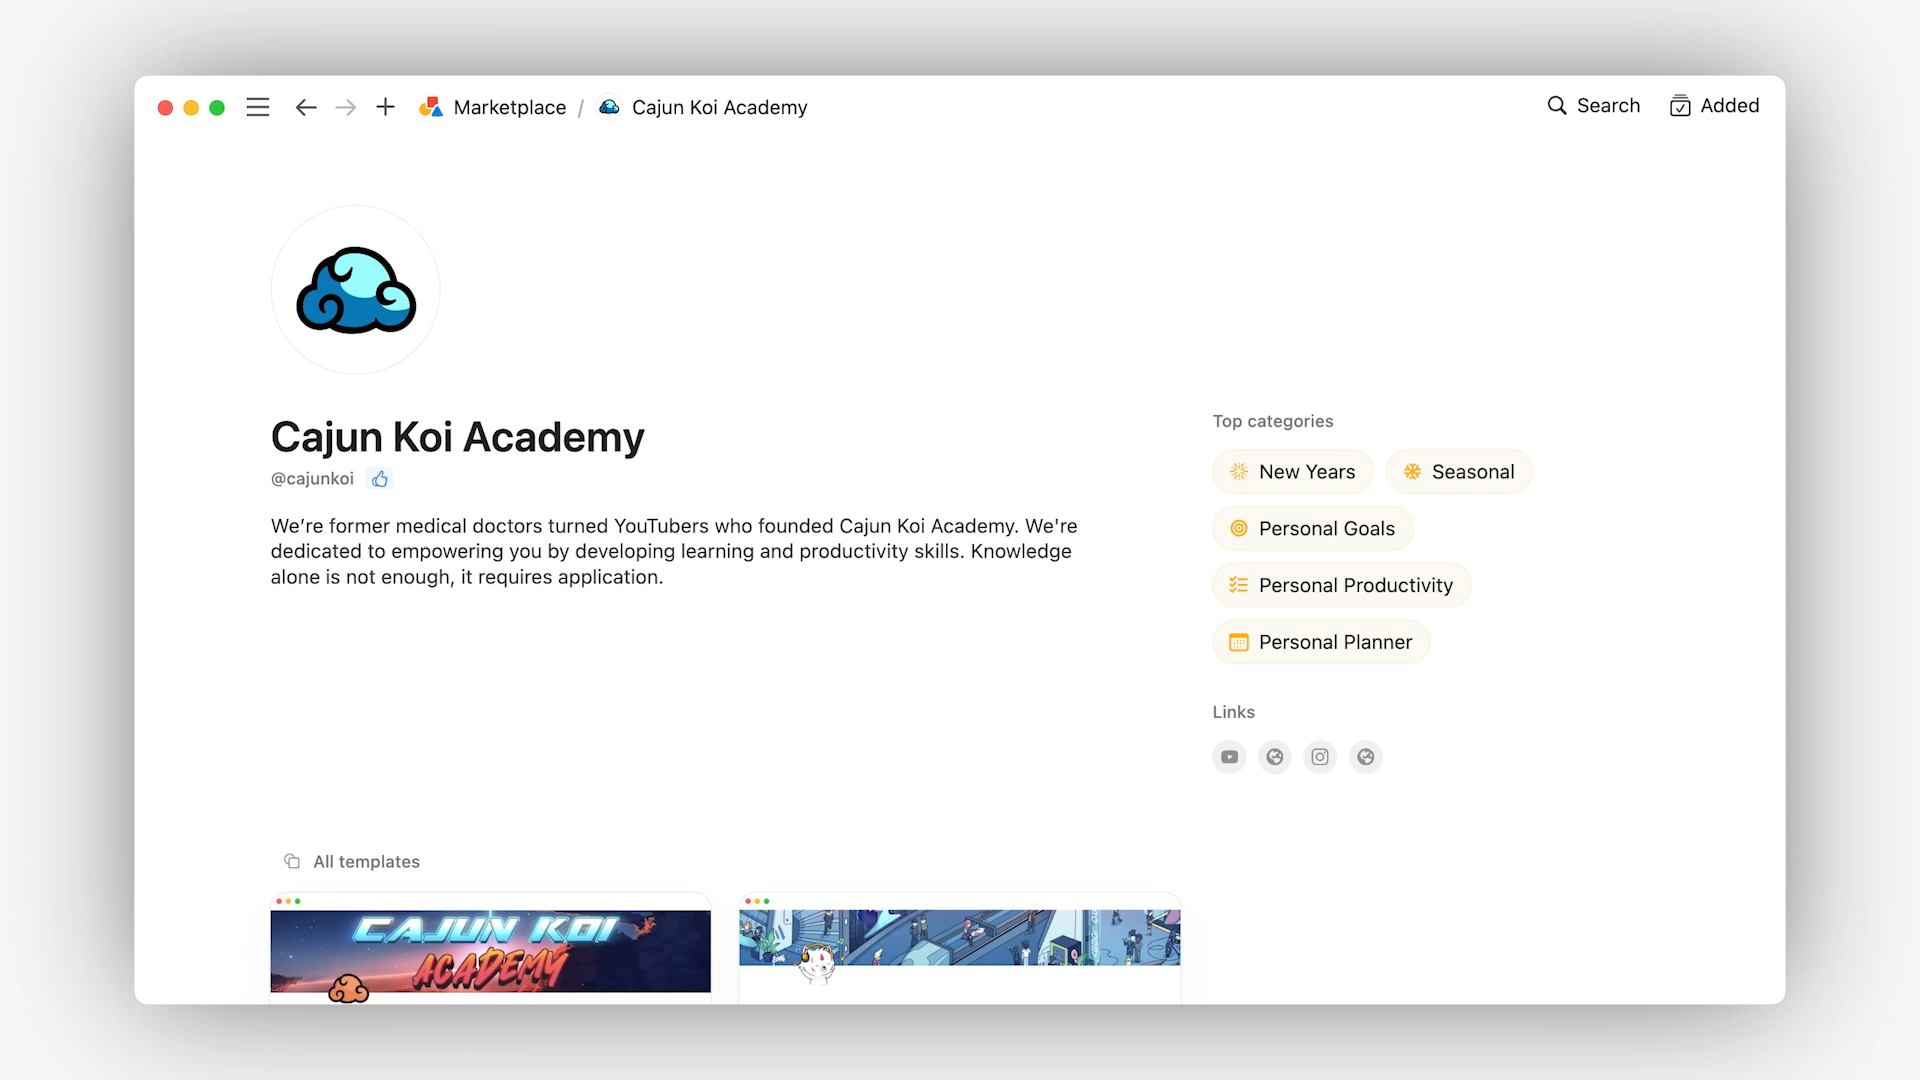 Marketplace / Cajun Koi Academy
Search
Added
Cajun Koi Academy
@cajunkoi
We’re former medical doctors turned YouTubers who founded Cajun Koi Academy. We're
dedicated to empowering you by developing learning and productivity skills. Knowledge
alone is not enough, it requires application.
Top categories
New Years
Seasonal
Personal Goals
Personal Productivity
Personal Planner
Links
All templates
CAJUN KOI
ACADEMY